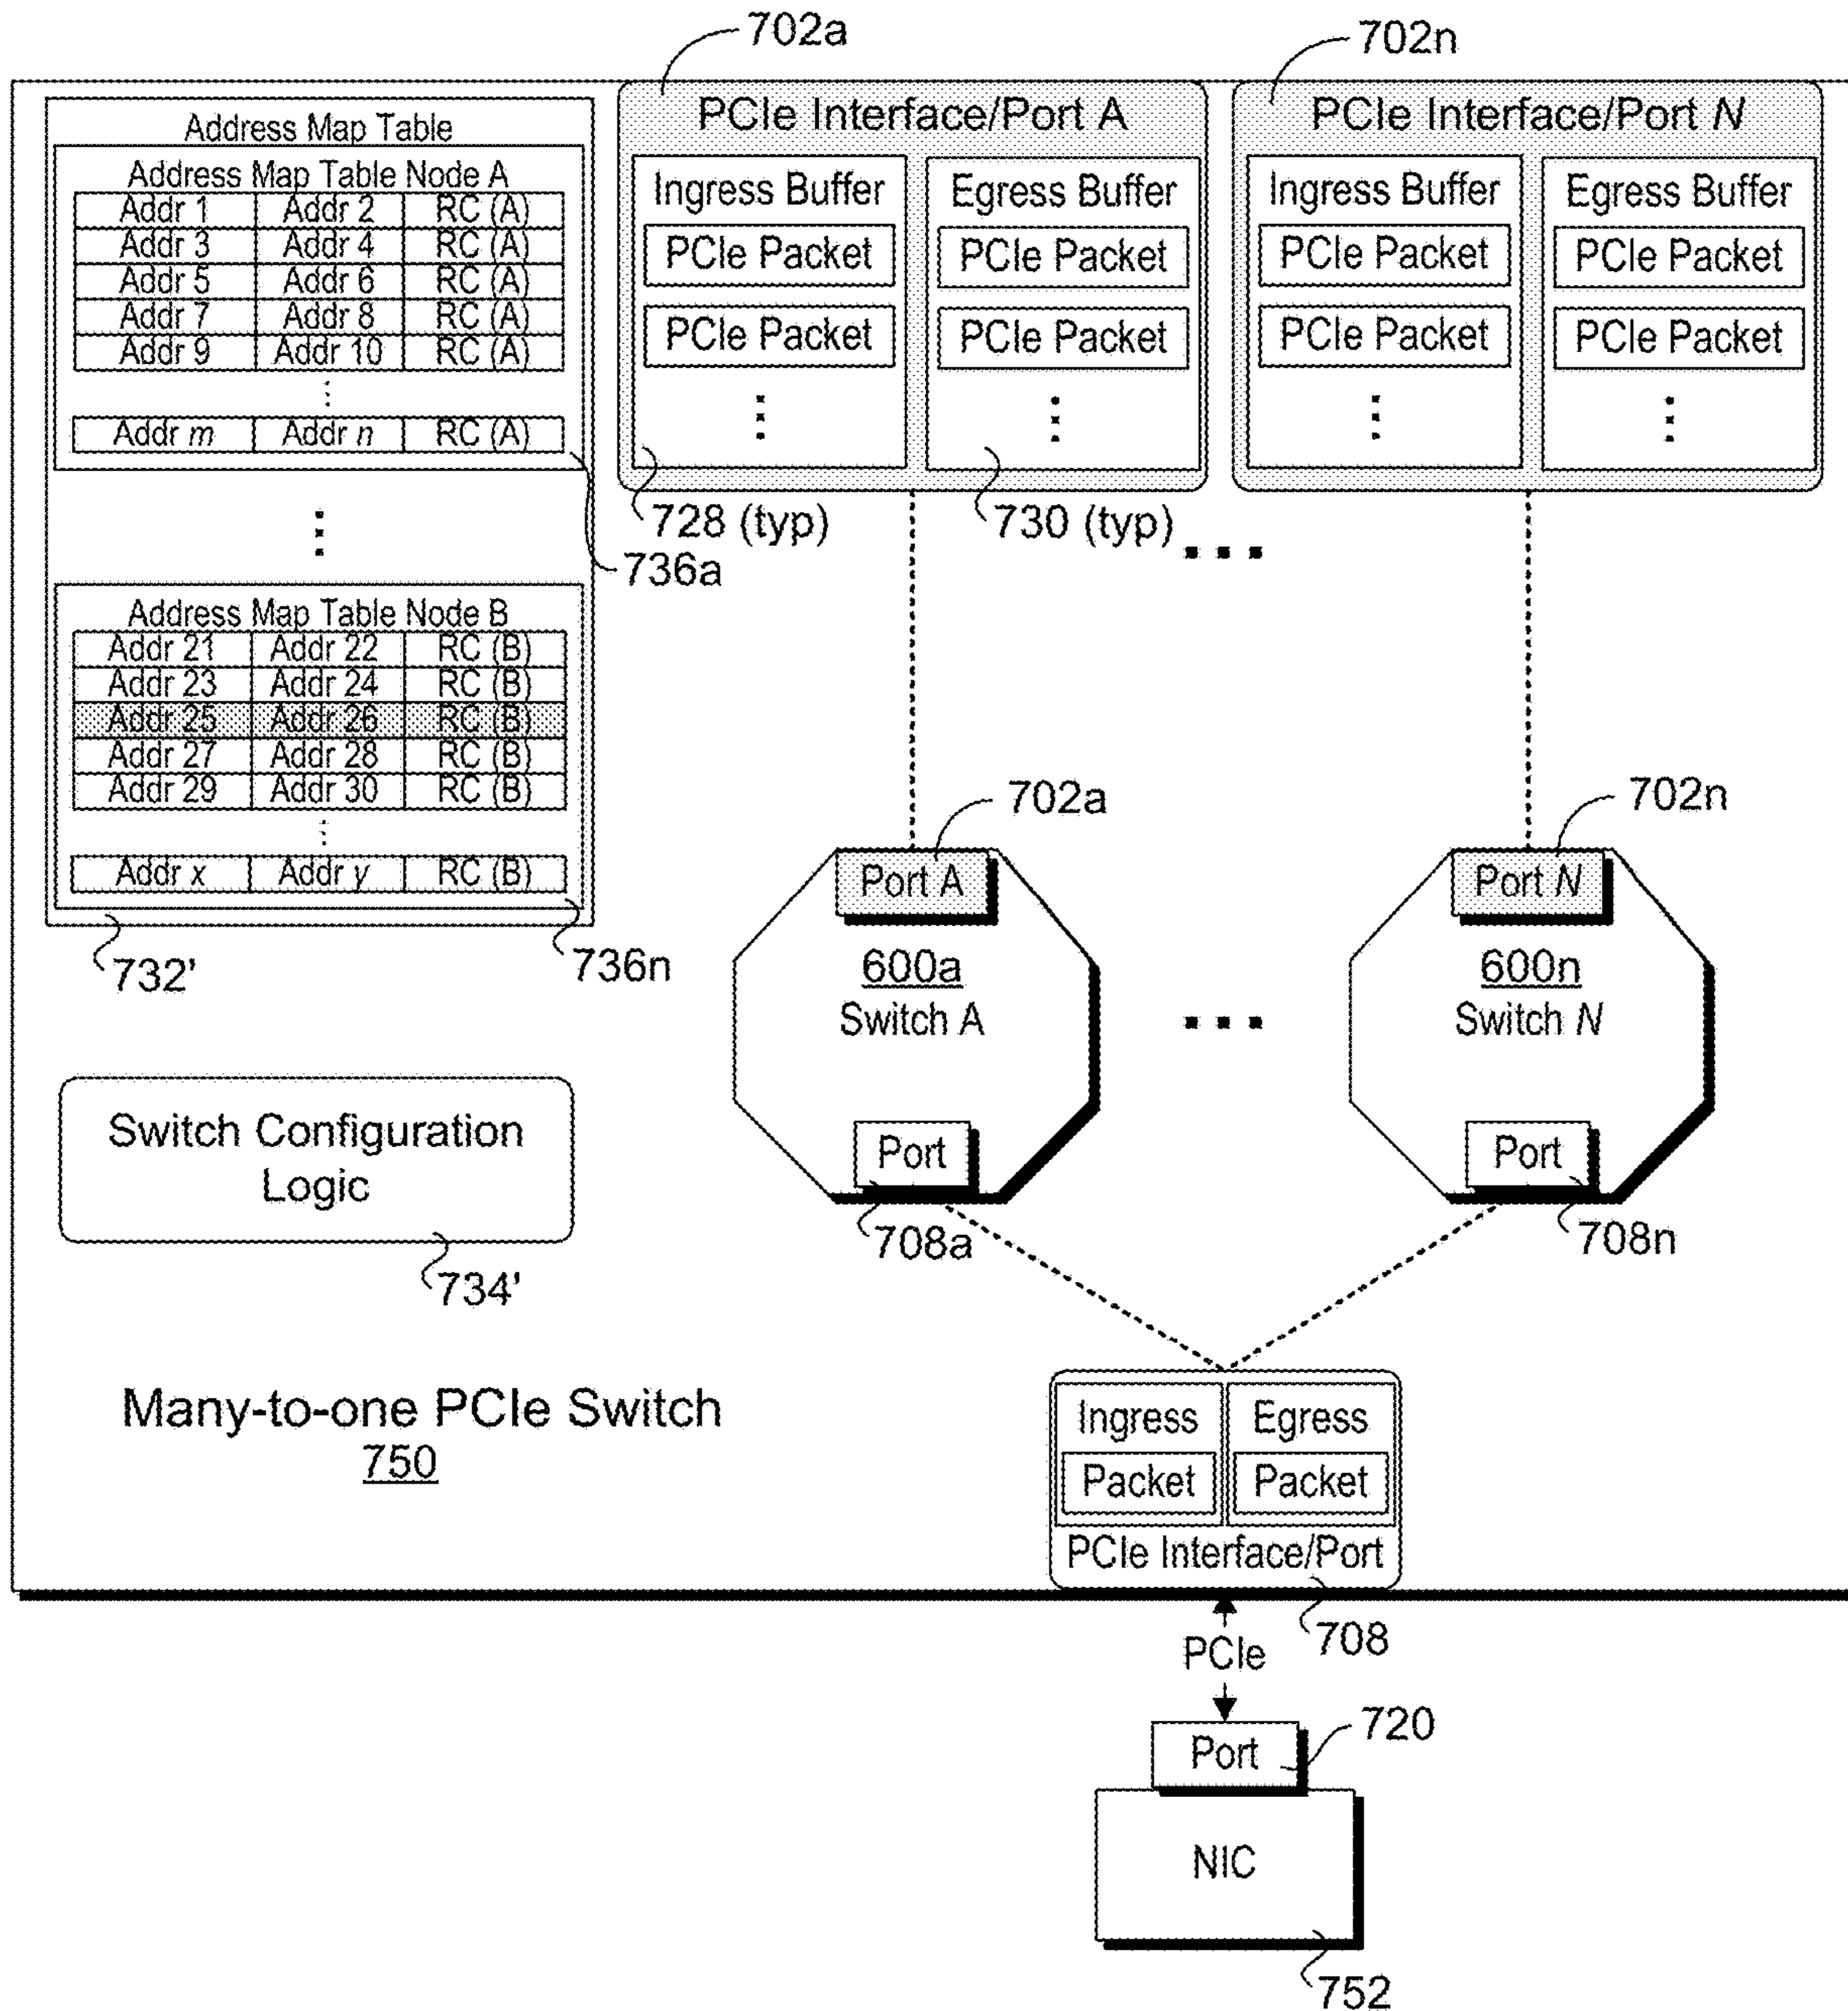 702a
702n
Address Map Table
Address Map Table Node A
Addr 1 Addr 2 RC (A)
Addr 3 Addr 4 RC (A)
Addr 5 Addr 6 RC (A)
Addr 7 Addr 8 RC (A)
Addr 9 Addr 10 RC (A)
⋮
Addr m Addr n RC (A)
⋮
736a
Address Map Table Node B
Addr 21 Addr 22 RC (B)
Addr 23 Addr 24 RC (B)
Addr 25 Addr 26 RC (B)
Addr 27 Addr 28 RC (B)
Addr 29 Addr 30 RC (B)
⋮
Addr x Addr y RC (B)
732'
736n
PCIe Interface/Port A
Ingress Buffer
PCIe Packet
PCIe Packet
⋮
728 (typ)
Egress Buffer
PCIe Packet
PCIe Packet
⋮
730 (typ)
...
PCIe Interface/Port N
Ingress Buffer
PCIe Packet
PCIe Packet
⋮
Egress Buffer
PCIe Packet
PCIe Packet
⋮
702a
Port A
600a
Switch A
Port
708a
...
702n
Port N
600n
Switch N
Port
708n
Switch Configuration
Logic
734'
Many-to-one PCIe Switch
750
Ingress
Packet
Egress
Packet
PCIe Interface/Port
708
PCIe
Port
720
NIC
752